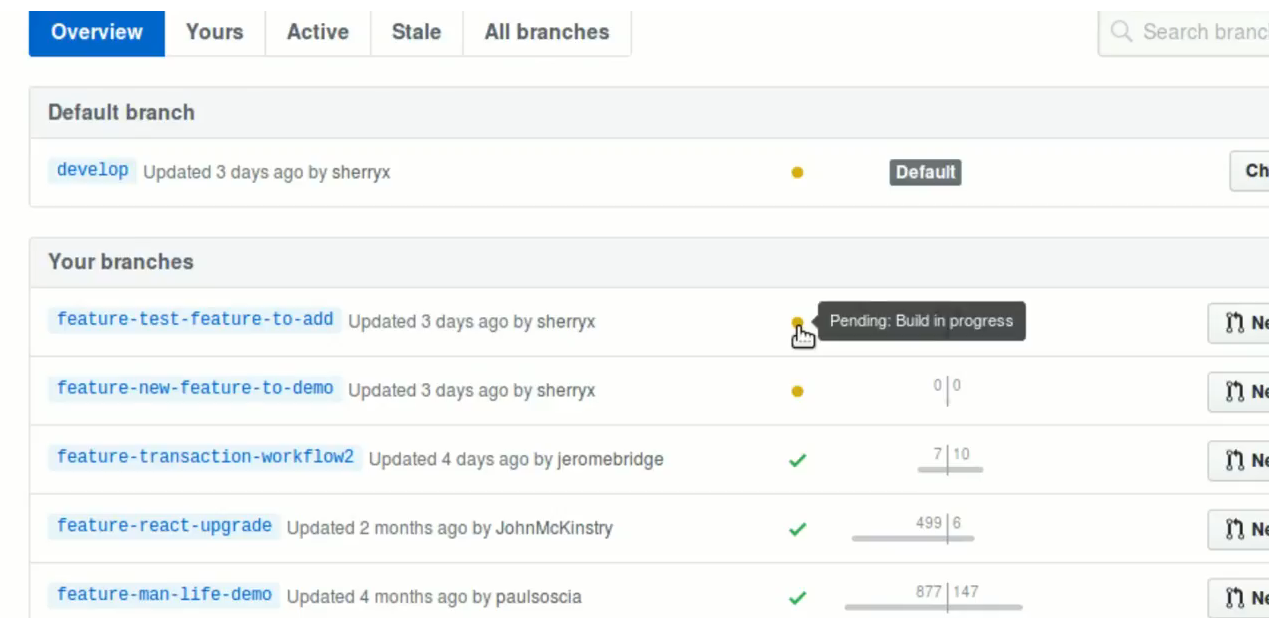 Overview Yours Active Stale All branches Search branc
Default branch
develop Updated 3 days ago by sherryx Default Ch
Your branches
feature-test-feature-to-add Updated 3 days ago by sherryx Pending: Build in progress Ne
feature-new-feature-to-demo Updated 3 days ago by sherryx 0 0 Ne
feature-transaction-workflow2 Updated 4 days ago by jeromebridge 7 10 Ne
feature-react-upgrade Updated 2 months ago by JohnMcKinstry 499 6 Ne
feature-man-life-demo Updated 4 months ago by paulsoscia 877 147 Ne